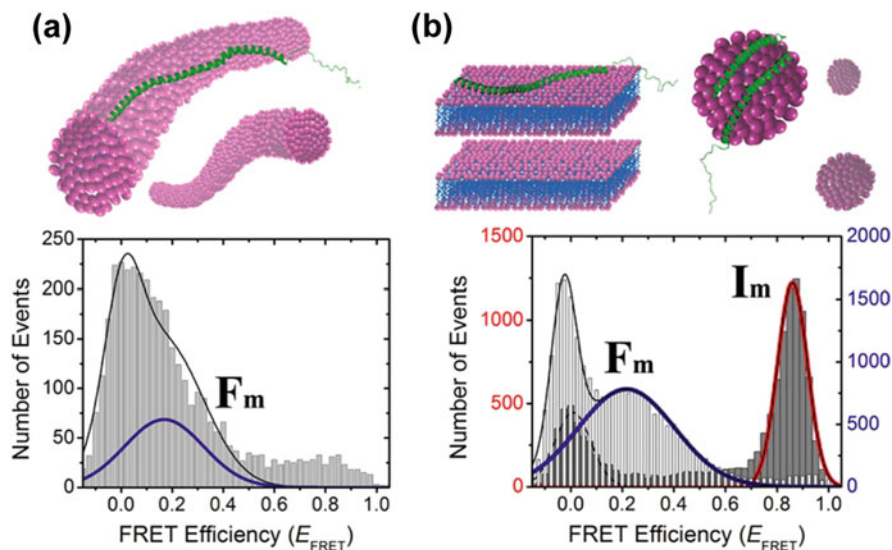 (a)
(b)
250
200
150
100
50
0
Number of Events
Fm
0.0 0.2 0.4 0.6 0.8 1.0
FRET Efficiency (EFRET)
1500
1000
500
0
Number of Events
Fm
Im
2000
1500
1000
500
0
0.0 0.2 0.4 0.6 0.8 1.0
FRET Efficiency (EFRET)